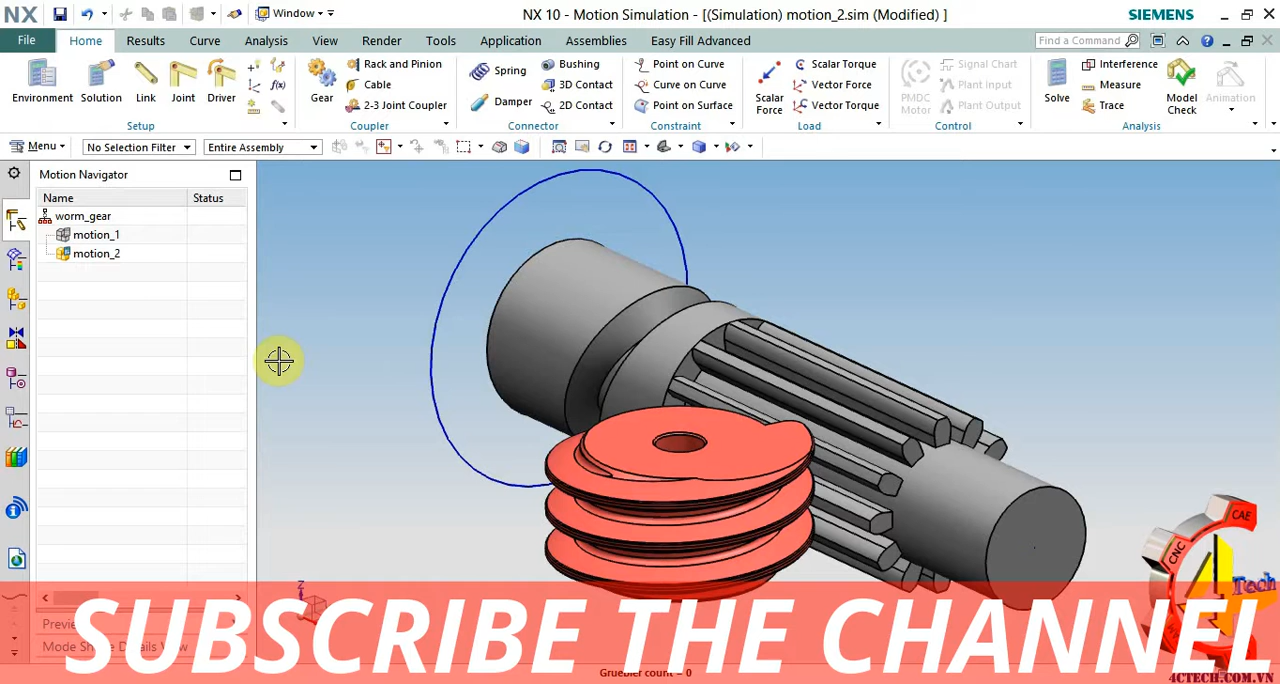 NX
Window
NX 10 - Motion Simulation - [(Simulation) motion_2.sim (Modified) ]
SIEMENS
File
Home
Results
Curve
Analysis
View
Render
Tools
Application
Assemblies
Easy Fill Advanced
Find a Command
Environment
Solution
Link
Joint
Driver
f(x)
Setup
Gear
Rack and Pinion
Cable
2-3 Joint Coupler
Coupler
Spring
Damper
Bushing
3D Contact
2D Contact
Connector
Point on Curve
Curve on Curve
Point on Surface
Constraint
Scalar
Force
Scalar Torque
Vector Force
Vector Torque
Load
PMDC
Motor
Signal Chart
Plant Input
Plant Output
Control
Solve
Interference
Measure
Trace
Model
Check
Animation
Analysis
Menu
No Selection Filter
Entire Assembly
Motion Navigator
Name
Status
worm_gear
motion_1
motion_2
Z
CAE
CNC
Tech
SUBSCRIBE THE CHANNEL
Gruebler count = 0
4CTECH.COM.VN